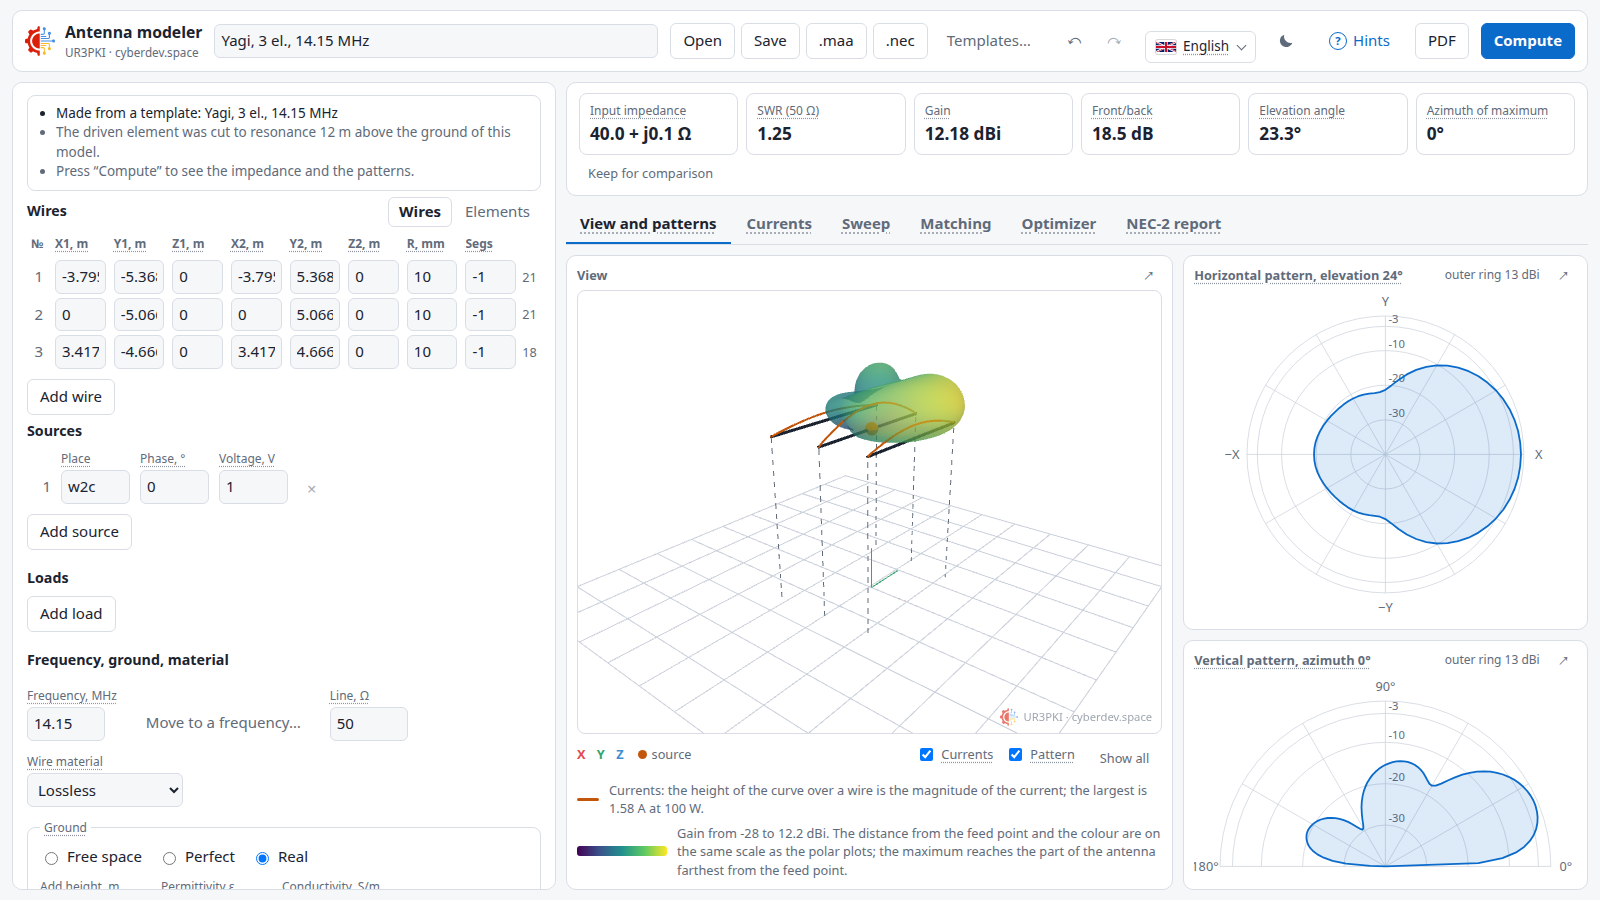 Antenna modeler
UR3PKI · cyberdev.space
Yagi, 3 el., 14.15 MHz
Open
Save
.maa
.nec
Templates...
English
? Hints
PDF
Compute
Made from a template: Yagi, 3 el., 14.15 MHz
The driven element was cut to resonance 12 m above the ground of this
model.
Press “Compute” to see the impedance and the patterns.
Wires
Wires
Elements
№ X1, m Y1, m Z1, m X2, m Y2, m Z2, m R, mm Segs
1 -3.795 -5.368 0 -3.795 5.368 0 10 -1 21
2 0 -5.066 0 0 5.066 0 10 -1 21
3 3.417 -4.666 0 3.417 4.666 0 10 -1 18
Add wire
Sources
Place Phase, ° Voltage, V
1 w2c 0 1 ×
Add source
Loads
Add load
Frequency, ground, material
Frequency, MHz Line, Ω
14.15 Move to a frequency... 50
Wire material
Lossless
Ground
Free space Perfect Real
Add height, m Permittivity ε Conductivity, S/m
Input impedance
40.0 + j0.1 Ω
SWR (50 Ω)
1.25
Gain
12.18 dBi
Front/back
18.5 dB
Elevation angle
23.3°
Azimuth of maximum
0°
Keep for comparison
View and patterns
Currents
Sweep
Matching
Optimizer
NEC-2 report
View
UR3PKI · cyberdev.space
X Y Z source
Currents
Pattern
Show all
Currents: the height of the curve over a wire is the magnitude of the current; the largest is
1.58 A at 100 W.
Gain from -28 to 12.2 dBi. The distance from the feed point and the colour are on
the same scale as the polar plots; the maximum reaches the part of the antenna
farthest from the feed point.
Horizontal pattern, elevation 24°
outer ring 13 dBi
Y
-3
-10
-20
-30
−X
X
−Y
Vertical pattern, azimuth 0°
outer ring 13 dBi
90°
-3
-10
-20
-30
180°
0°